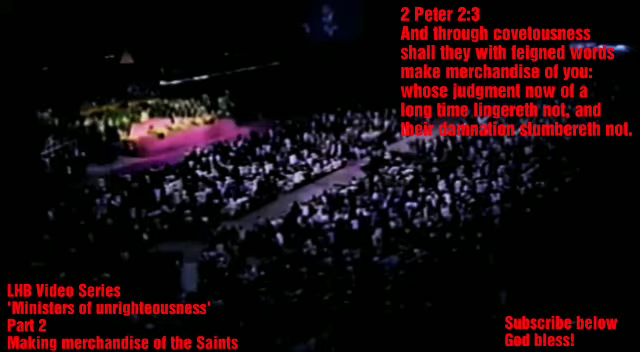 2 Peter 2:3
And through covetousness
shall they with feigned words
make merchandise of you:
whose judgment now of a
long time lingereth not, and
their damnation slumbereth not.
LHB Video Series
'Ministers of unrighteousness'
Part 2
Making merchandise of the Saints
Subscribe below
God bless!